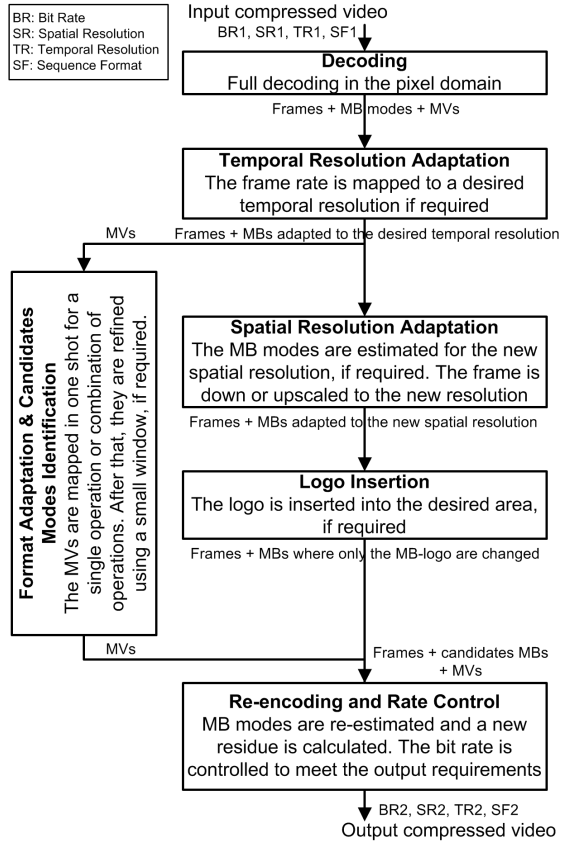 BR: Bit Rate
SR: Spatial Resolution
TR: Temporal Resolution
SF: Sequence Format
Input compressed video
BR1, SR1, TR1, SF1
Decoding
Full decoding in the pixel domain
Frames + MB modes + MVs
Temporal Resolution Adaptation
The frame rate is mapped to a desired
temporal resolution if required
MVs
Frames + MBs adapted to the desired temporal resolution
Format Adaptation & Candidates
Modes Identification
The MVs are mapped in one shot for a
single operation or combination of
operations. After that, they are refined
using a small window, if required.
Spatial Resolution Adaptation
The MB modes are estimated for the new
spatial resolution, if required. The frame is
down or upscaled to the new resolution
Frames + MBs adapted to the new spatial resolution
Logo Insertion
The logo is inserted into the desired area,
if required
Frames + MBs where only the MB-logo are changed
MVs
Frames + candidates MBs
+ MVs
Re-encoding and Rate Control
MB modes are re-estimated and a new
residue is calculated. The bit rate is
controlled to meet the output requirements
BR2, SR2, TR2, SF2
Output compressed video